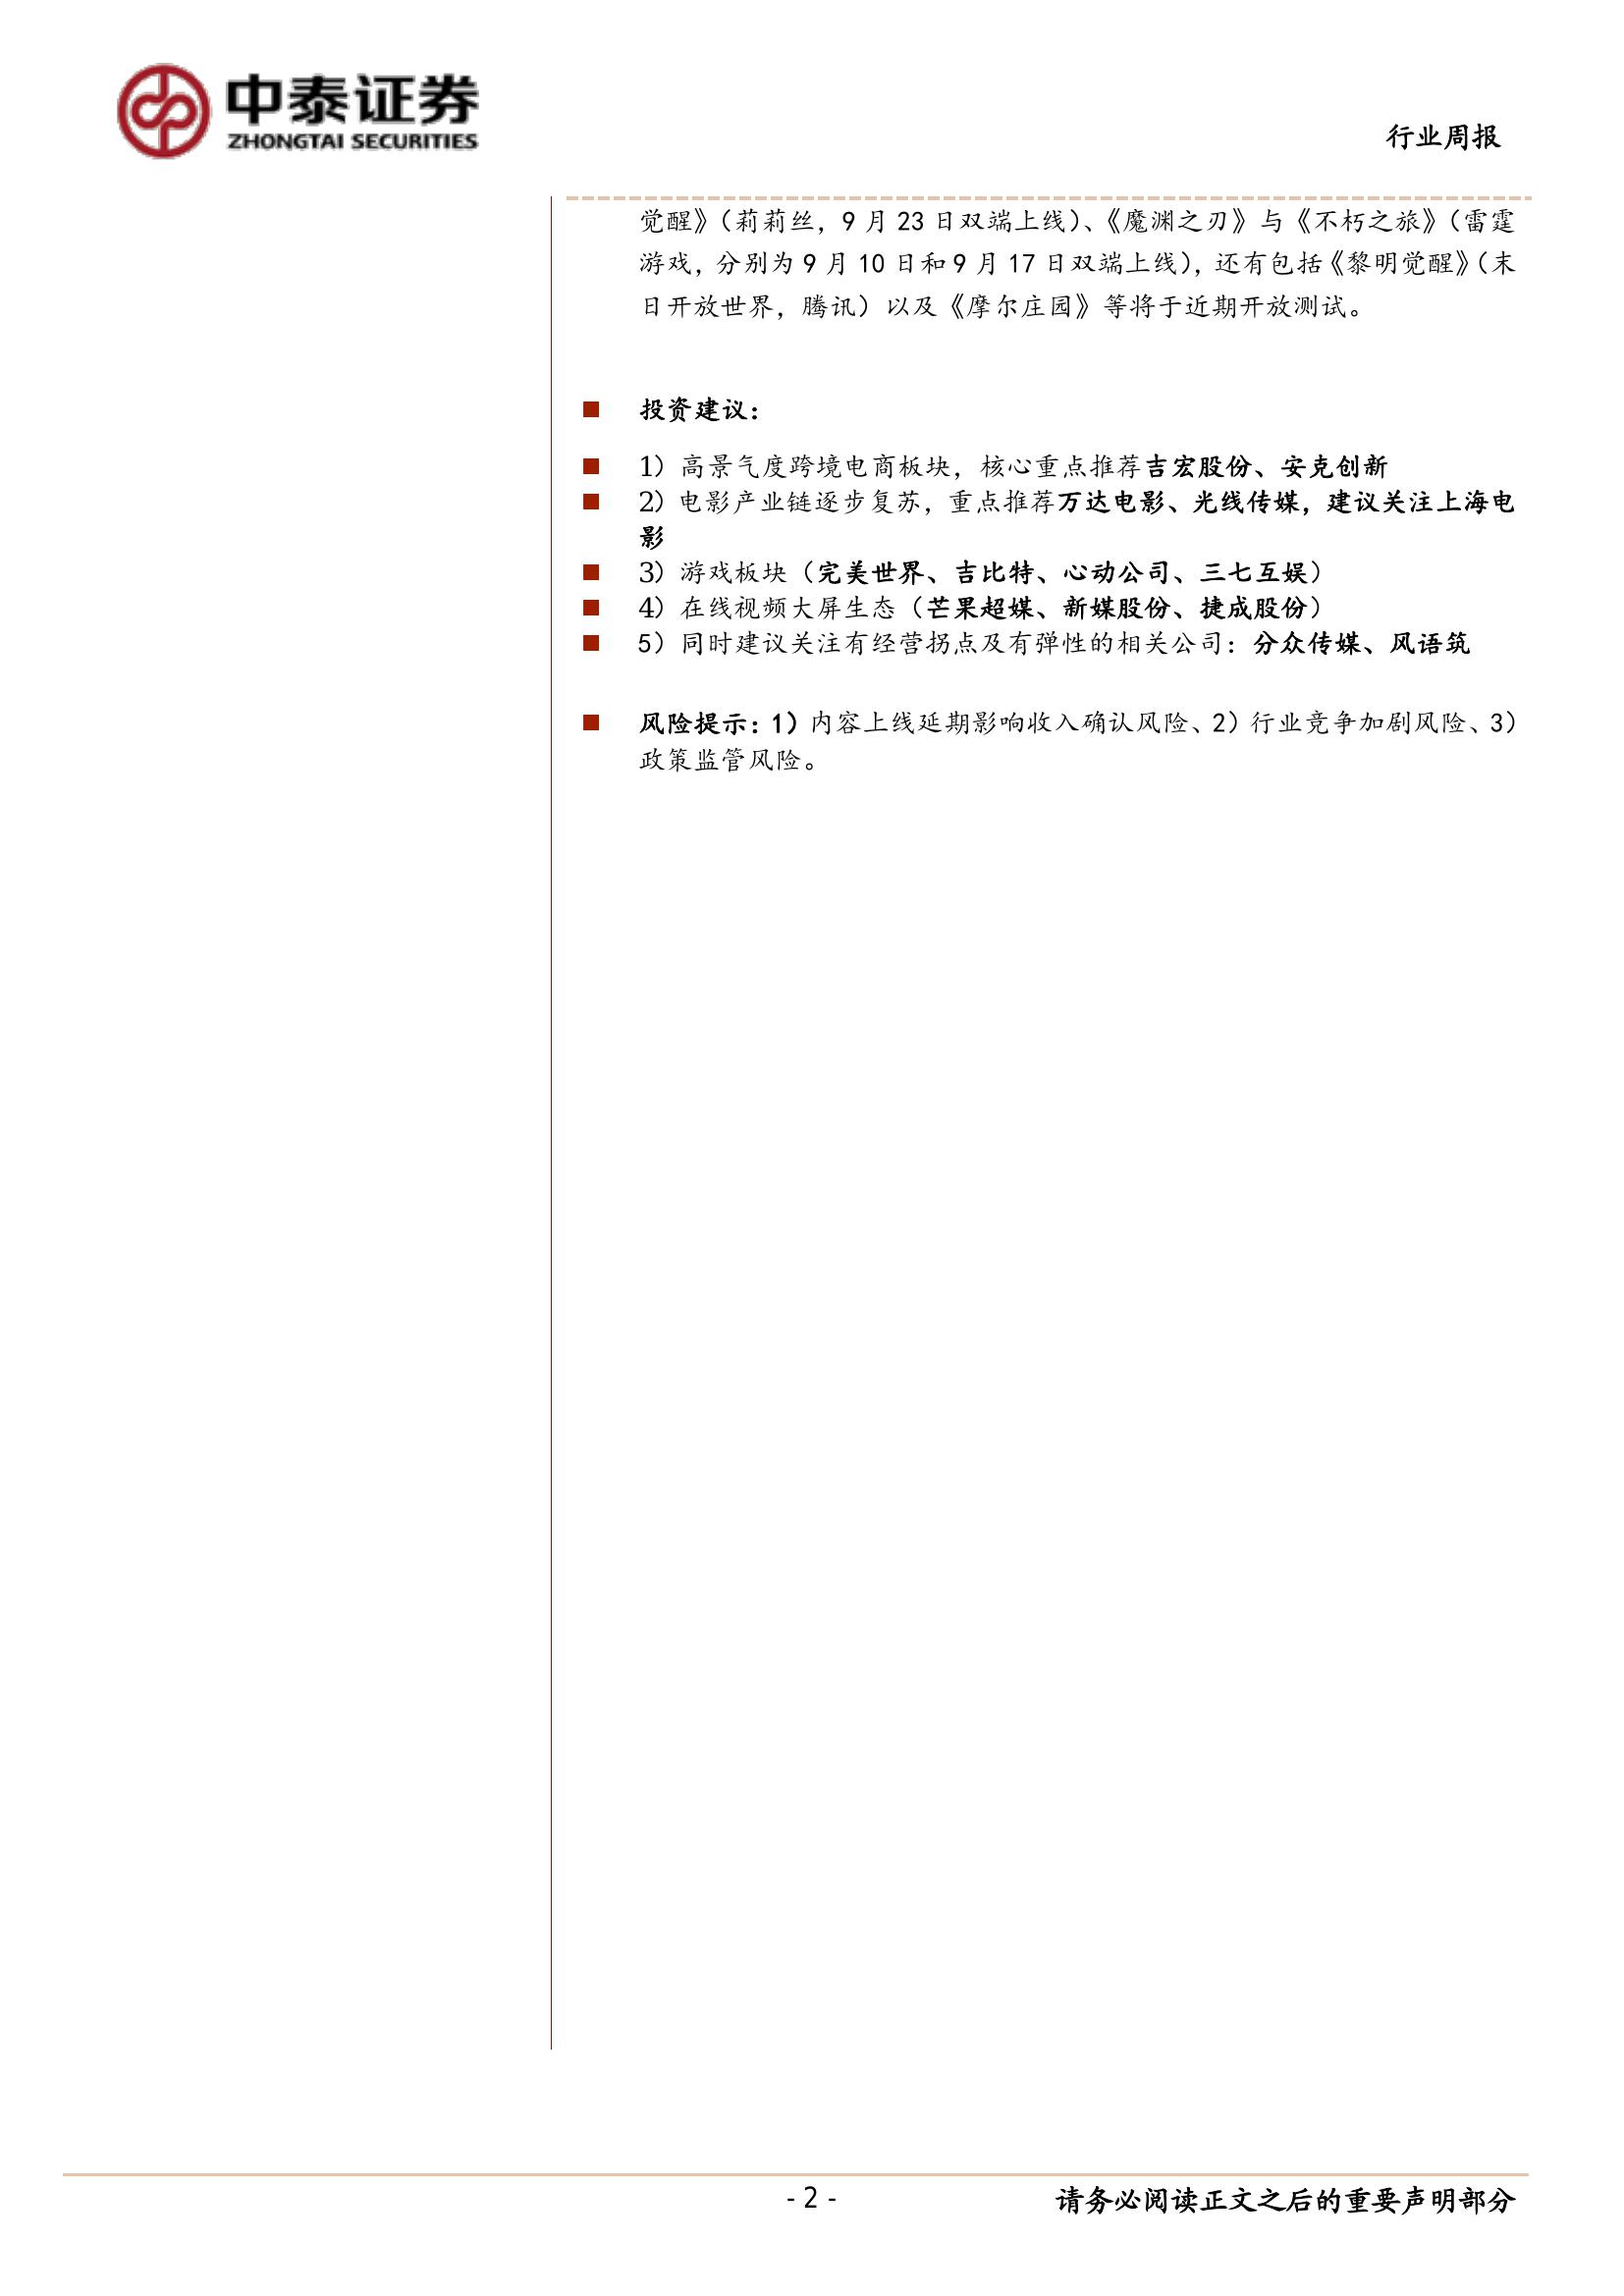 中泰证券
ZHONGTAI SECURITIES
行业周报
觉醒》（莉莉丝，9 月 23 日双端上线）、《魔渊之刃》与《不朽之旅》（雷霆
游戏，分别为 9 月 10 日和 9 月 17 日双端上线），还有包括《黎明觉醒》（末
日开放世界，腾讯）以及《摩尔庄园》等将于近期开放测试。
■ 投资建议：
■ 1）高景气度跨境电商板块，核心重点推荐吉宏股份、安克创新
■ 2）电影产业链逐步复苏，重点推荐万达电影、光线传媒，建议关注上海电
影
■ 3）游戏板块（完美世界、吉比特、心动公司、三七互娱）
■ 4）在线视频大屏生态（芒果超媒、新媒股份、捷成股份）
■ 5）同时建议关注有经营拐点及有弹性的相关公司：分众传媒、风语筑
■ 风险提示：1）内容上线延期影响收入确认风险、2）行业竞争加剧风险、3）
政策监管风险。
- 2 -
请务必阅读正文之后的重要声明部分